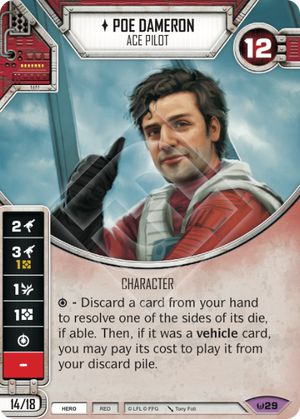 POE DAMERON
ACE PILOT
12
2
3
1
1
1
-
CHARACTER
- Discard a card from your hand
to resolve one of the sides of its die,
if able. Then, if it was a vehicle card,
you may pay its cost to play it from
your discard pile.
14/18
HERO
RED
© LFL © FFG
Tony Foti
29